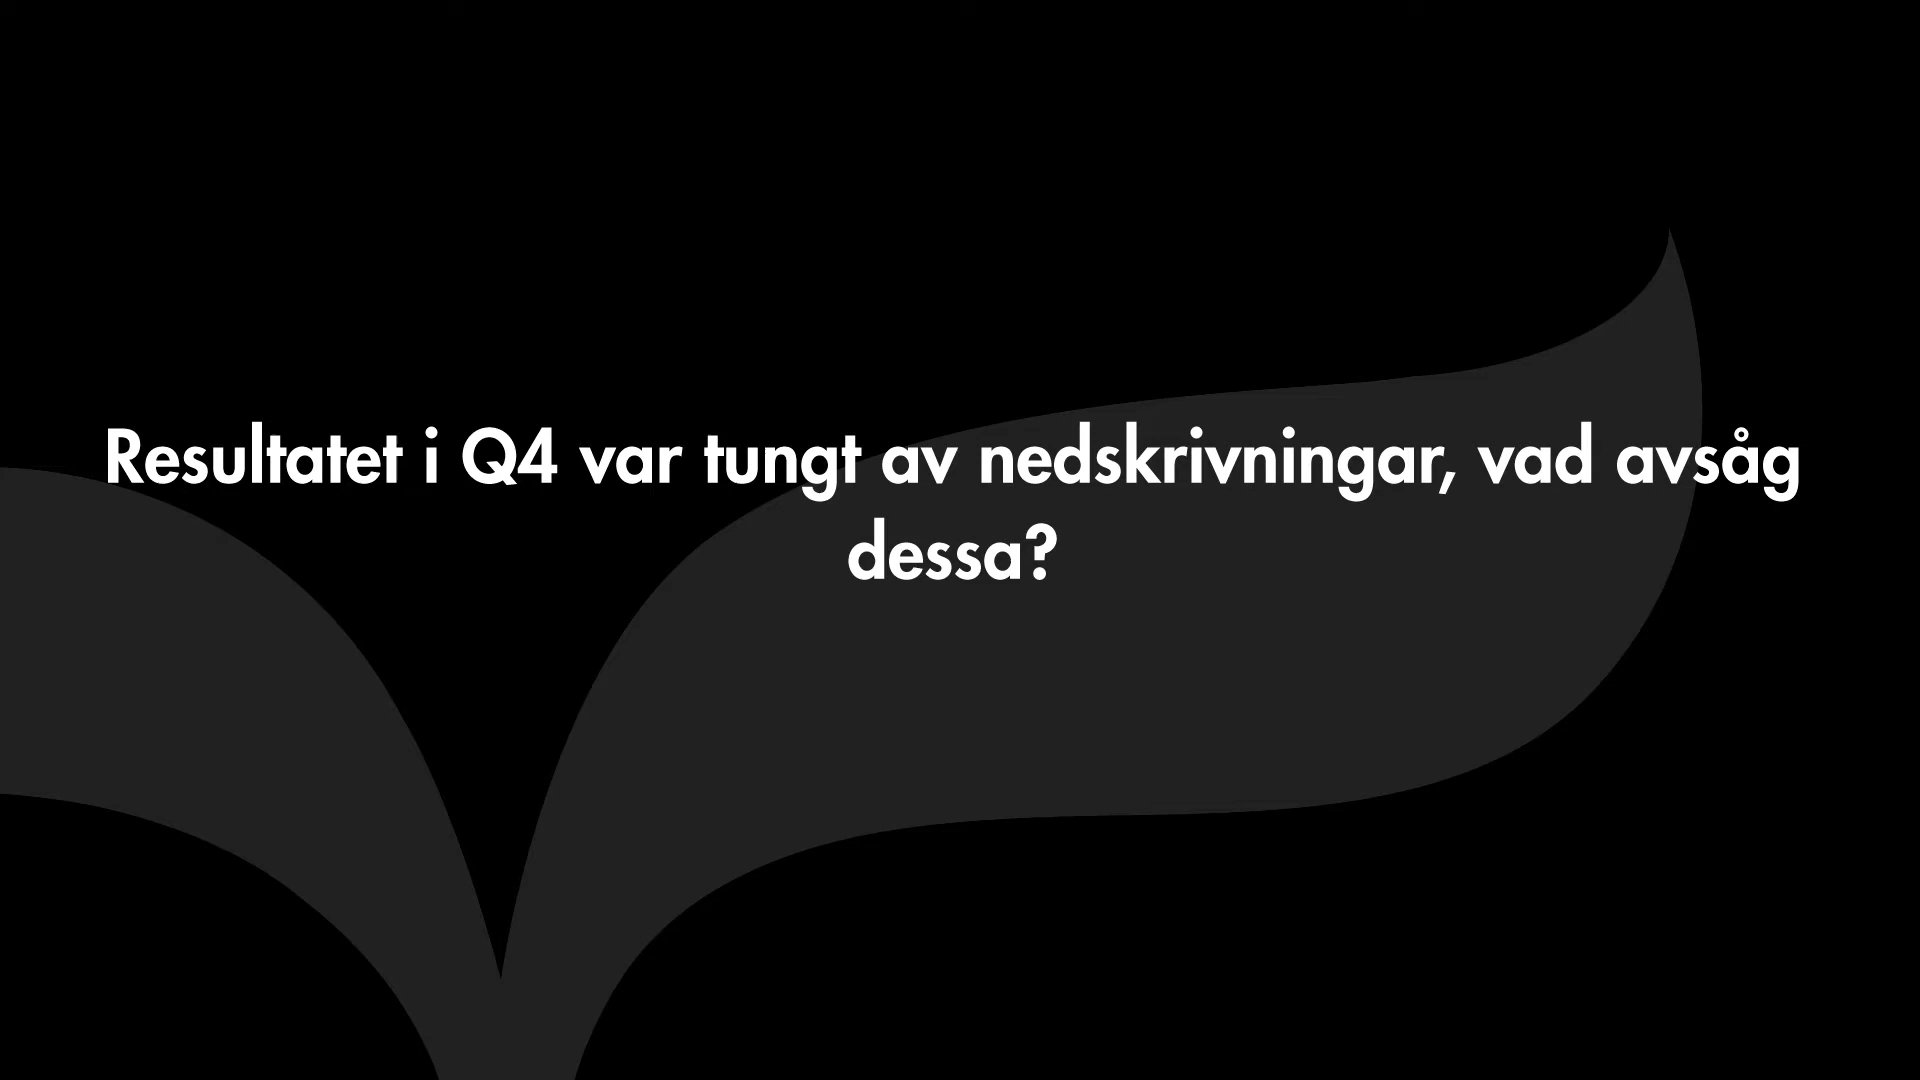 Resultatet i Q4 var tungt av nedskrivningar, vad avsåg
dessa?